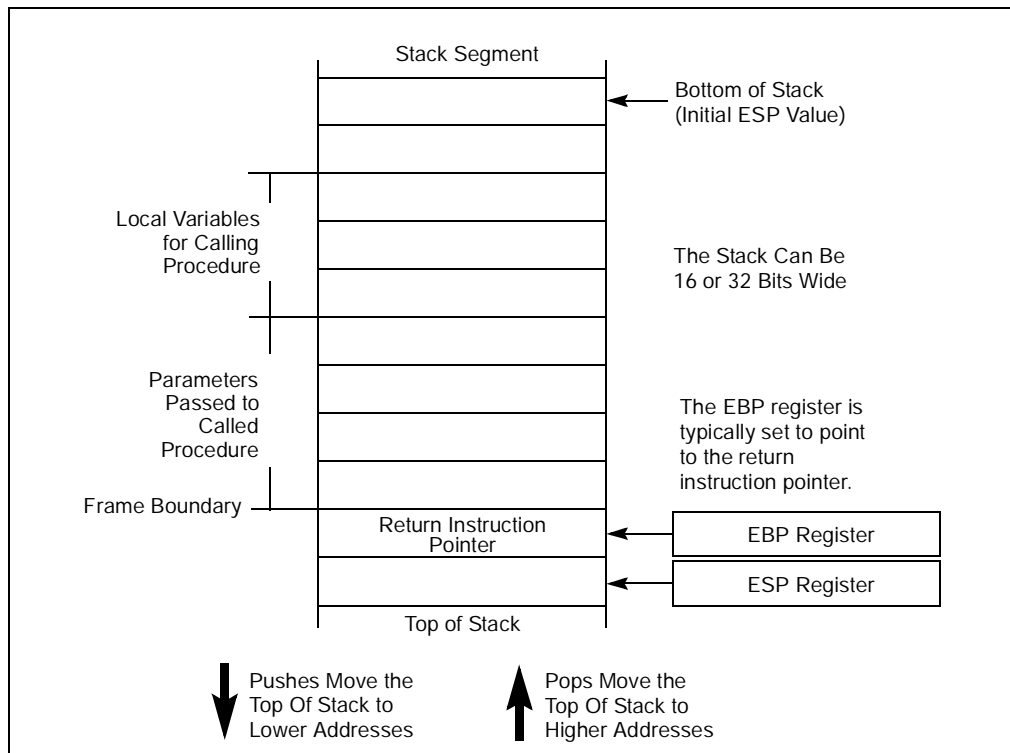 Stack Segment
Bottom of Stack
(Initial ESP Value)
Local Variables
for Calling
Procedure
The Stack Can Be
16 or 32 Bits Wide
Parameters
Passed to
Called
Procedure
The EBP register is
typically set to point
to the return
instruction pointer.
Frame Boundary
Return Instruction
Pointer
EBP Register
ESP Register
Top of Stack
Pushes Move the
Top Of Stack to
Lower Addresses
Pops Move the
Top Of Stack to
Higher Addresses